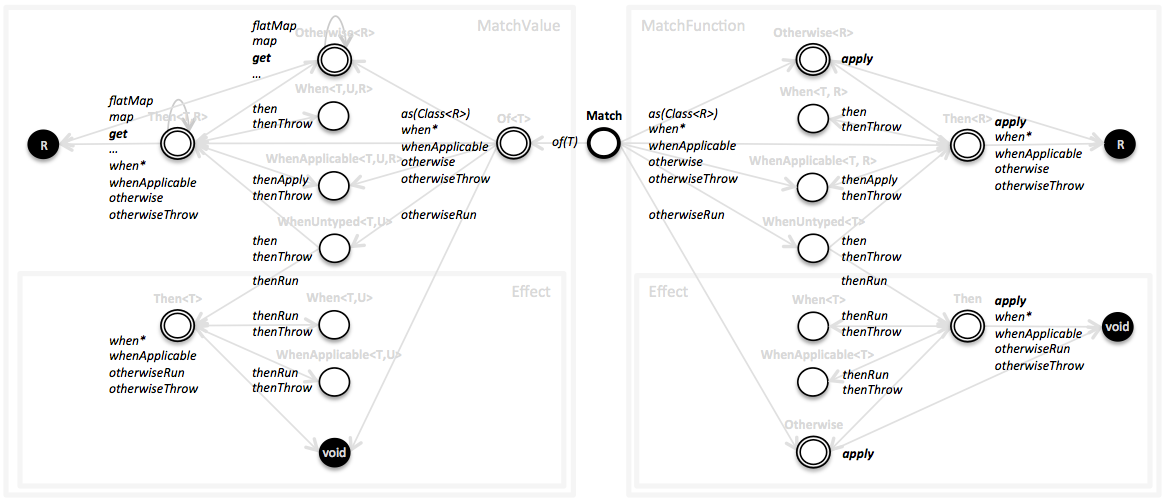 MatchValue
flatMap
map
get
...
Otherwise<R>
When<T,U,R>
then
thenThrow
flatMap
map
get
...
Then<T,R>
R
when*
whenApplicable
otherwise
otherwiseThrow
WhenApplicable<T,U,R>
thenApply
thenThrow
WhenUntyped<T,U>
then
thenThrow
thenRun
Of<T>
as(Class<R>)
when*
whenApplicable
otherwise
otherwiseThrow
otherwiseRun
of(T)
Match
Effect
Then<T>
when*
whenApplicable
otherwiseRun
otherwiseThrow
When<T,U>
thenRun
thenThrow
WhenApplicable<T,U>
thenRun
thenThrow
void
MatchFunction
as(Class<R>)
when*
whenApplicable
otherwise
otherwiseThrow
otherwiseRun
Otherwise<R>
apply
When<T, R>
then
thenThrow
WhenApplicable<T, R>
thenApply
thenThrow
WhenUntyped<T>
then
thenThrow
thenRun
Then<R>
apply
when*
whenApplicable
otherwise
otherwiseThrow
R
Effect
When<T>
thenRun
thenThrow
WhenApplicable<T>
thenRun
thenThrow
Then
apply
when*
whenApplicable
otherwiseRun
otherwiseThrow
void
Otherwise
apply